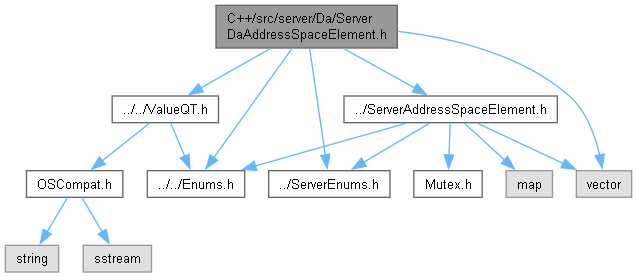 C++/src/server/Da/Server
DaAddressSpaceElement.h
../../ValueQT.h
../ServerAddressSpaceElement.h
OSCompat.h
../../Enums.h
../ServerEnums.h
Mutex.h
map
vector
string
sstream